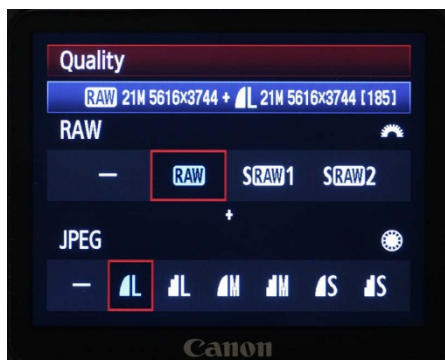 Quality
RAW 21M 5616x3744 + L 21M 5616x3744 [185]
RAW
— RAW SRAW1 SRAW2
+
JPEG
— L L M M S S
Canon